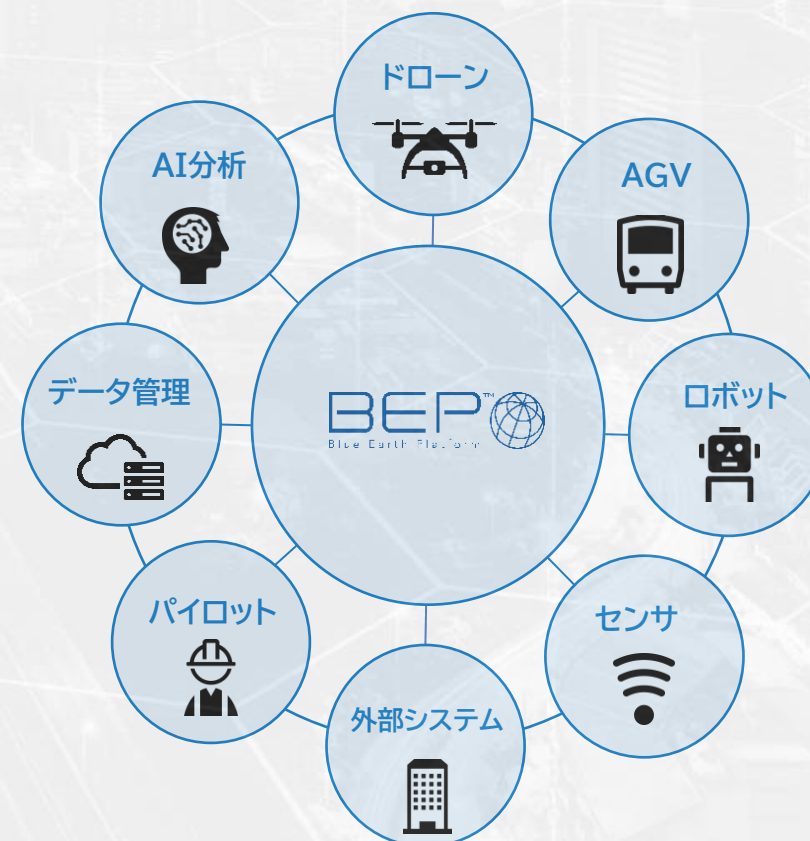 ドローン
AGV
AI分析
データ管理
ロボット
BEP™
Blue Earth Platform
パイロット
センサ
外部システム